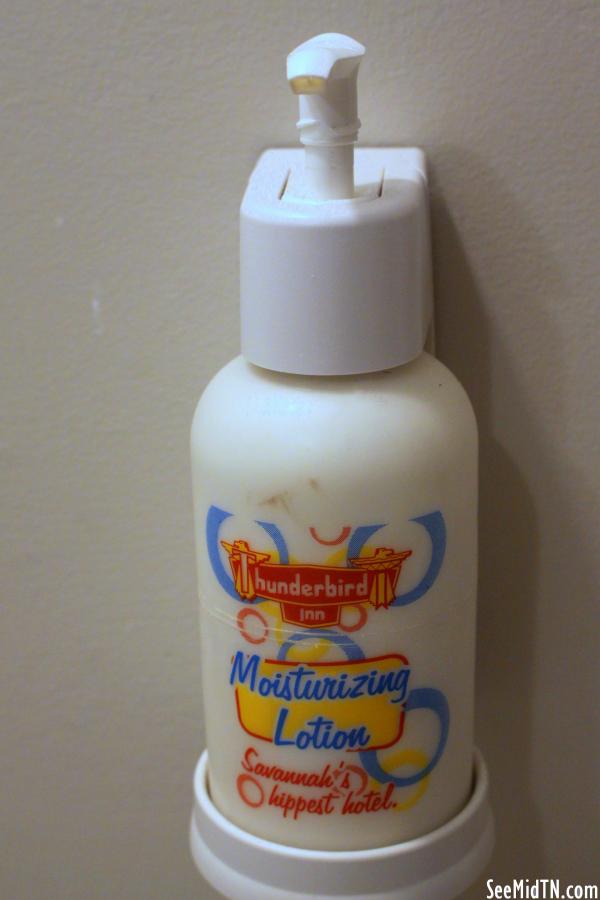 Thunderbird
Inn
Moisturizing
Lotion
Savannah's
hippest hotel.
SeeMidTN.com